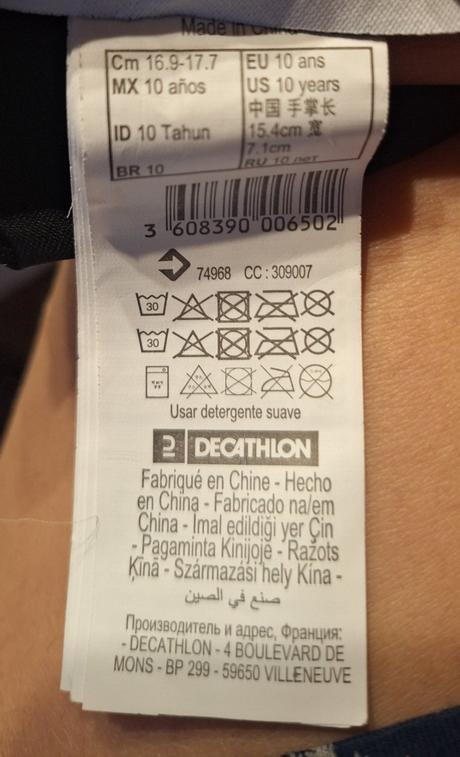 Made in China
Cm 16.9-17.7 EU 10 ans
MX 10 años US 10 years
中国 手掌长
ID 10 Tahun 15.4cm 宽
7.1cm
BR 10 RU 10 лет
3 608390 006502
74968 CC : 309007
30
30
Usar detergente suave
DECATHLON
Fabriqué en Chine - Hecho
en China - Fabricado na/em
China - Imal edildiği yer Çin
- Pagaminta Kinijoje - Ražots
Ķīnā - Származási hely Kína -
صنع في الصين
Производитель и адрес, Франция:
- DECATHLON - 4 BOULEVARD DE
MONS - BP 299 - 59650 VILLENEUVE